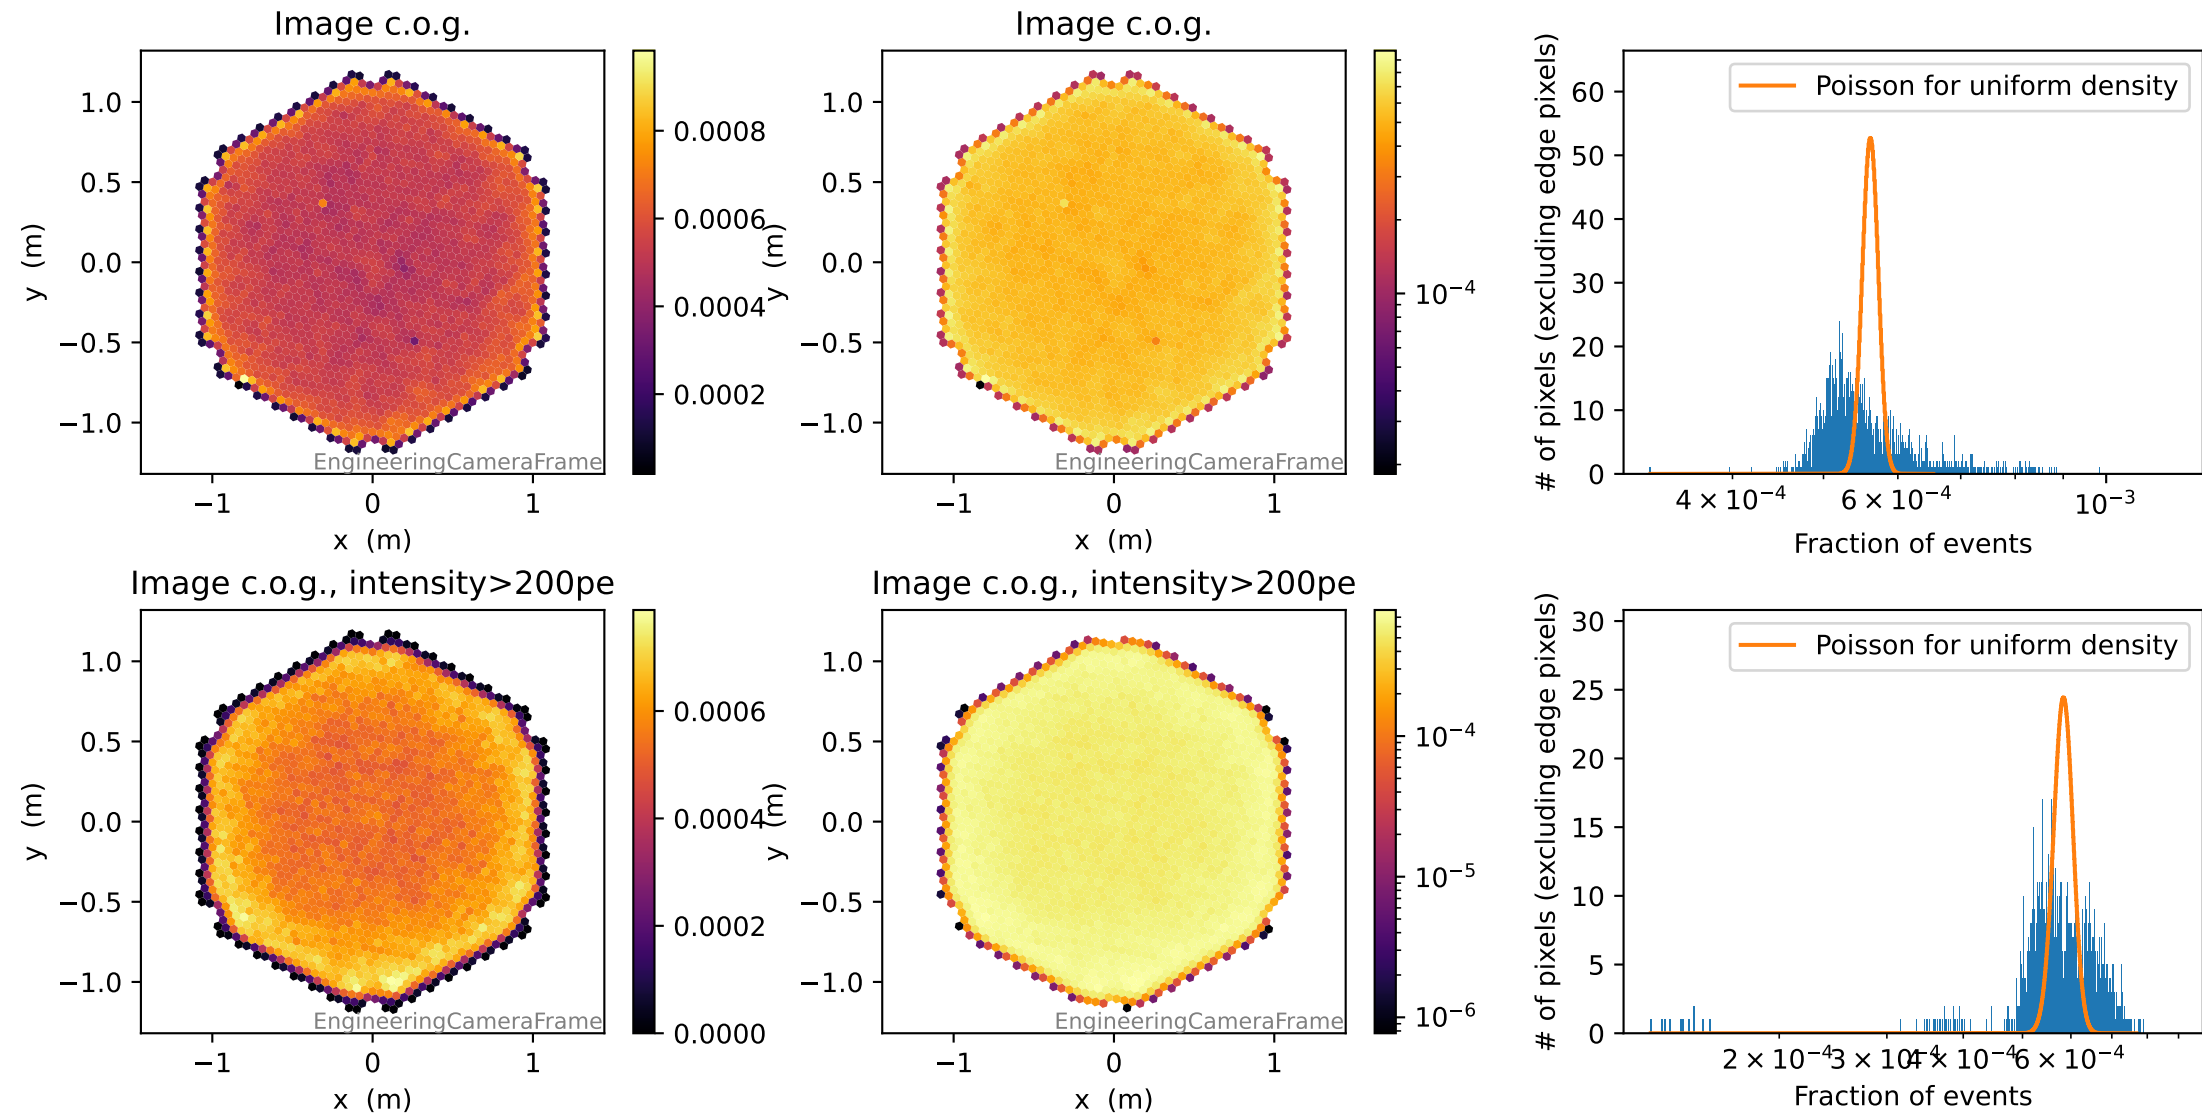 Image c.o.g.
1.0
0.5
0.0
−0.5
−1.0
y (m)
−1
0
1
x (m)
EngineeringCameraFrame
0.0008
0.0006
0.0004
0.0002
Image c.o.g.
1.0
0.5
0.0
−0.5
−1.0
y (m)
−1
0
1
x (m)
EngineeringCameraFrame
10⁻⁴
60
50
40
30
20
10
0
# of pixels (excluding edge pixels)
Poisson for uniform density
4 × 10⁻⁴
6 × 10⁻⁴
10⁻³
Fraction of events
Image c.o.g., intensity>200pe
1.0
0.5
0.0
−0.5
−1.0
y (m)
−1
0
1
x (m)
EngineeringCameraFrame
0.0006
0.0004
0.0002
0.0000
Image c.o.g., intensity>200pe
1.0
0.5
0.0
−0.5
−1.0
y (m)
−1
0
1
x (m)
EngineeringCameraFrame
10⁻⁴
10⁻⁵
10⁻⁶
30
25
20
15
10
5
0
# of pixels (excluding edge pixels)
Poisson for uniform density
2 × 10⁻⁴
3 × 10⁻⁴
4 × 10⁻⁴
6 × 10⁻⁴
Fraction of events